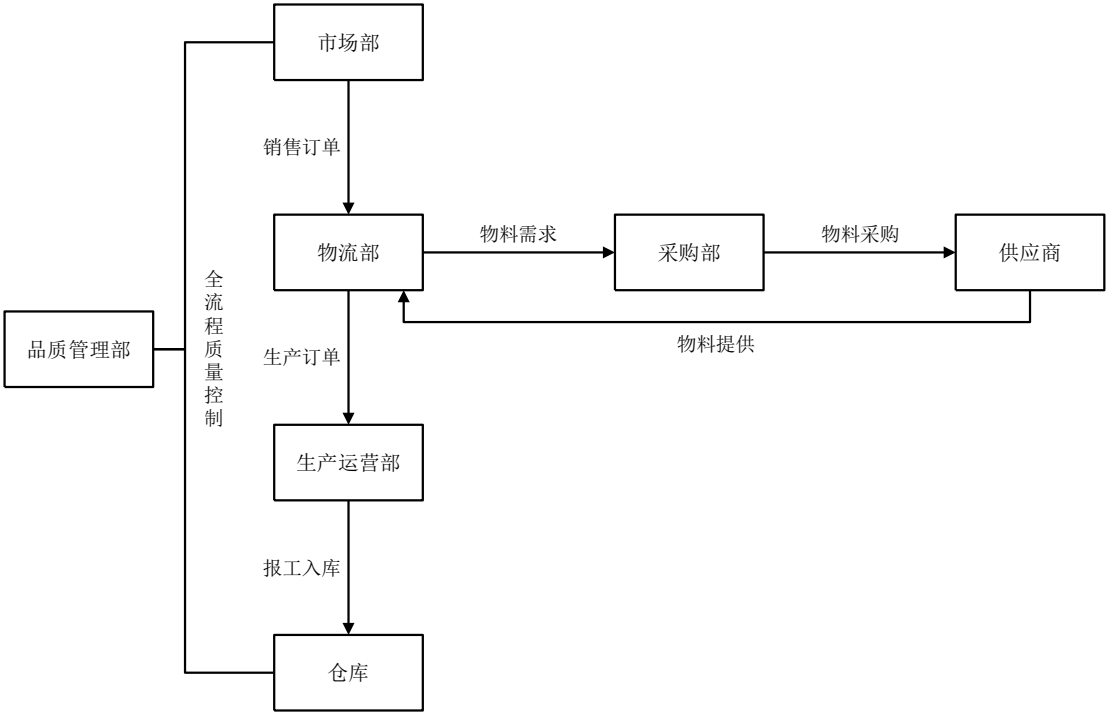 市场部
销售订单
物流部
物料需求
采购部
物料采购
供应商
物料提供
全流程质量控制
品质管理部
生产订单
生产运营部
报工入库
仓库